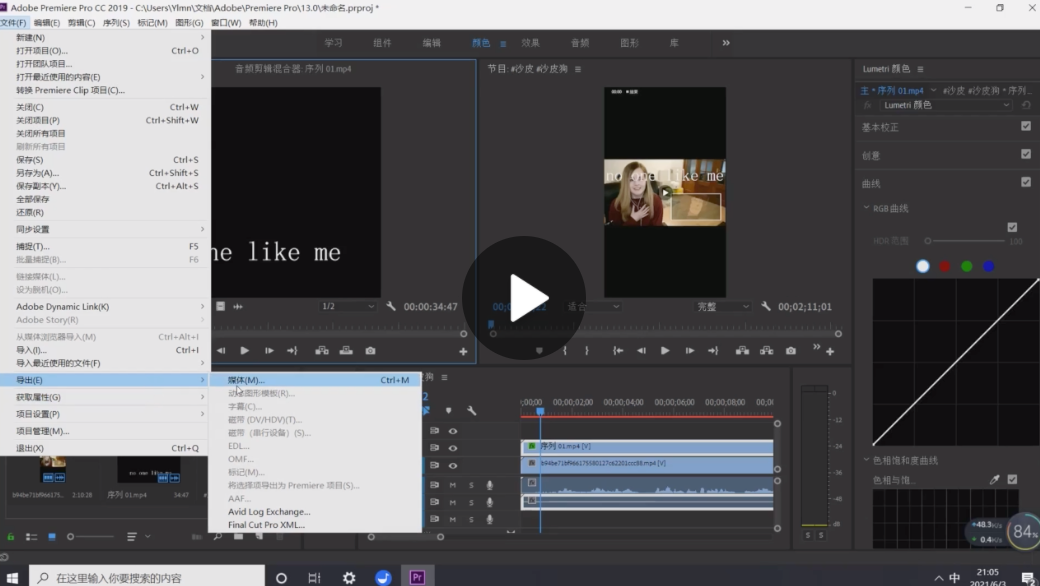 Adobe Premiere Pro CC 2019 - C:\Users\Ylmn\文档\Adobe\Premiere Pro\13.0\未命名.prproj *
文件(F) 编辑(E) 剪辑(C) 序列(S) 标记(M) 图形(G) 窗口(W) 帮助(H)
新建(N)
打开项目(O)... Ctrl+O
打开团队项目...
打开最近使用的内容(E)
转换 Premiere Clip 项目(C)...
关闭(C) Ctrl+W
关闭项目(P) Ctrl+Shift+W
关闭所有项目
刷新所有项目
保存(S) Ctrl+S
另存为(A)... Ctrl+Shift+S
保存副本(Y)... Ctrl+Alt+S
全部保存
还原(R)
同步设置
捕捉(T)... F5
批量捕捉(B)... F6
链接媒体(L)...
设为脱机(O)...
Adobe Dynamic Link(K)
Adobe Story(R)
从媒体浏览器导入(M) Ctrl+Alt+I
导入(I)... Ctrl+I
导入最近使用的文件(F)
导出(E)
获取属性(G)
项目设置(P)
项目管理(M)...
退出(X) Ctrl+Q
媒体(M)... Ctrl+M
动态图形模板(R)...
字幕(C)...
磁带 (DV/HDV)(T)...
磁带（串行设备）(S)...
EDL...
OMF...
标记(M)...
将选择项导出为 Premiere 项目(S)...
AAF...
Avid Log Exchange...
Final Cut Pro XML...
学习 组件 编辑 颜色 效果 音频 图形 库
音频剪辑混合器: 序列 01.mp4
ne like me
1/2 00:00:34:47
节目: #沙皮 #沙皮狗
no one like me
适合 完整 00;02;11;01
Lumetri 颜色
主 * 序列 01.mp4 #沙皮 #沙皮狗 * 序列...
fx Lumetri 颜色
基本校正
创意
曲线
RGB 曲线
HDR 范围 100
色相饱和度曲线
色相与饱...
;00;00 00;00;02;00 00;00;04;00 00;00;06;00 00;00;08;00 00;0
序列 01.mp4 [V]
M S
M S
M S
0
-12
-24
-36
-48
dB
S S
2:10:28 序列 01.mp4 34:47
+48.3
0.4
84%
在这里输入你要搜索的内容
Pr
中
21:05
2021/6/3